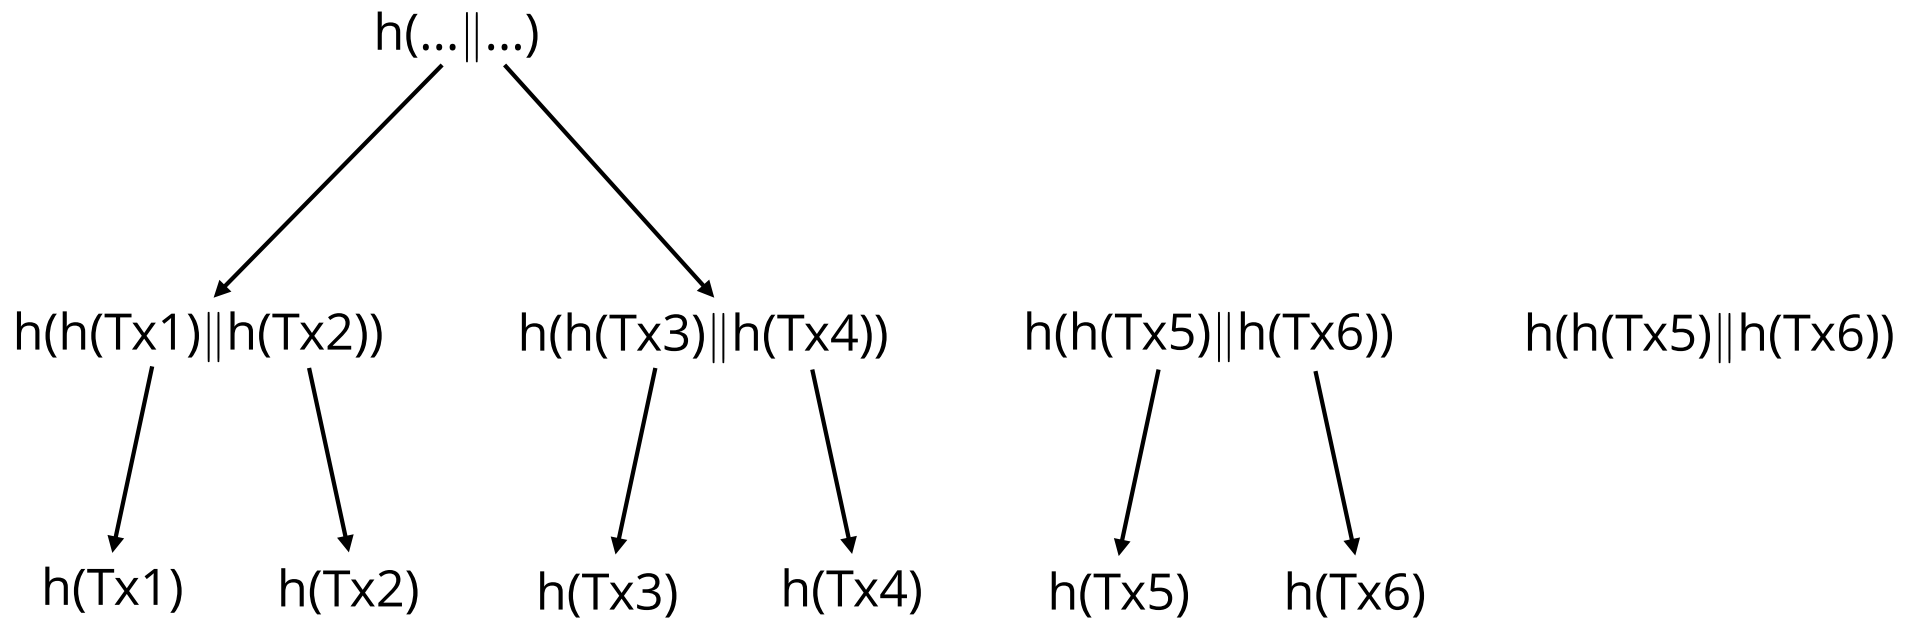 h(...||...)
h(h(Tx1)||h(Tx2))
h(h(Tx3)||h(Tx4))
h(h(Tx5)||h(Tx6))
h(h(Tx5)||h(Tx6))
h(Tx1)
h(Tx2)
h(Tx3)
h(Tx4)
h(Tx5)
h(Tx6)